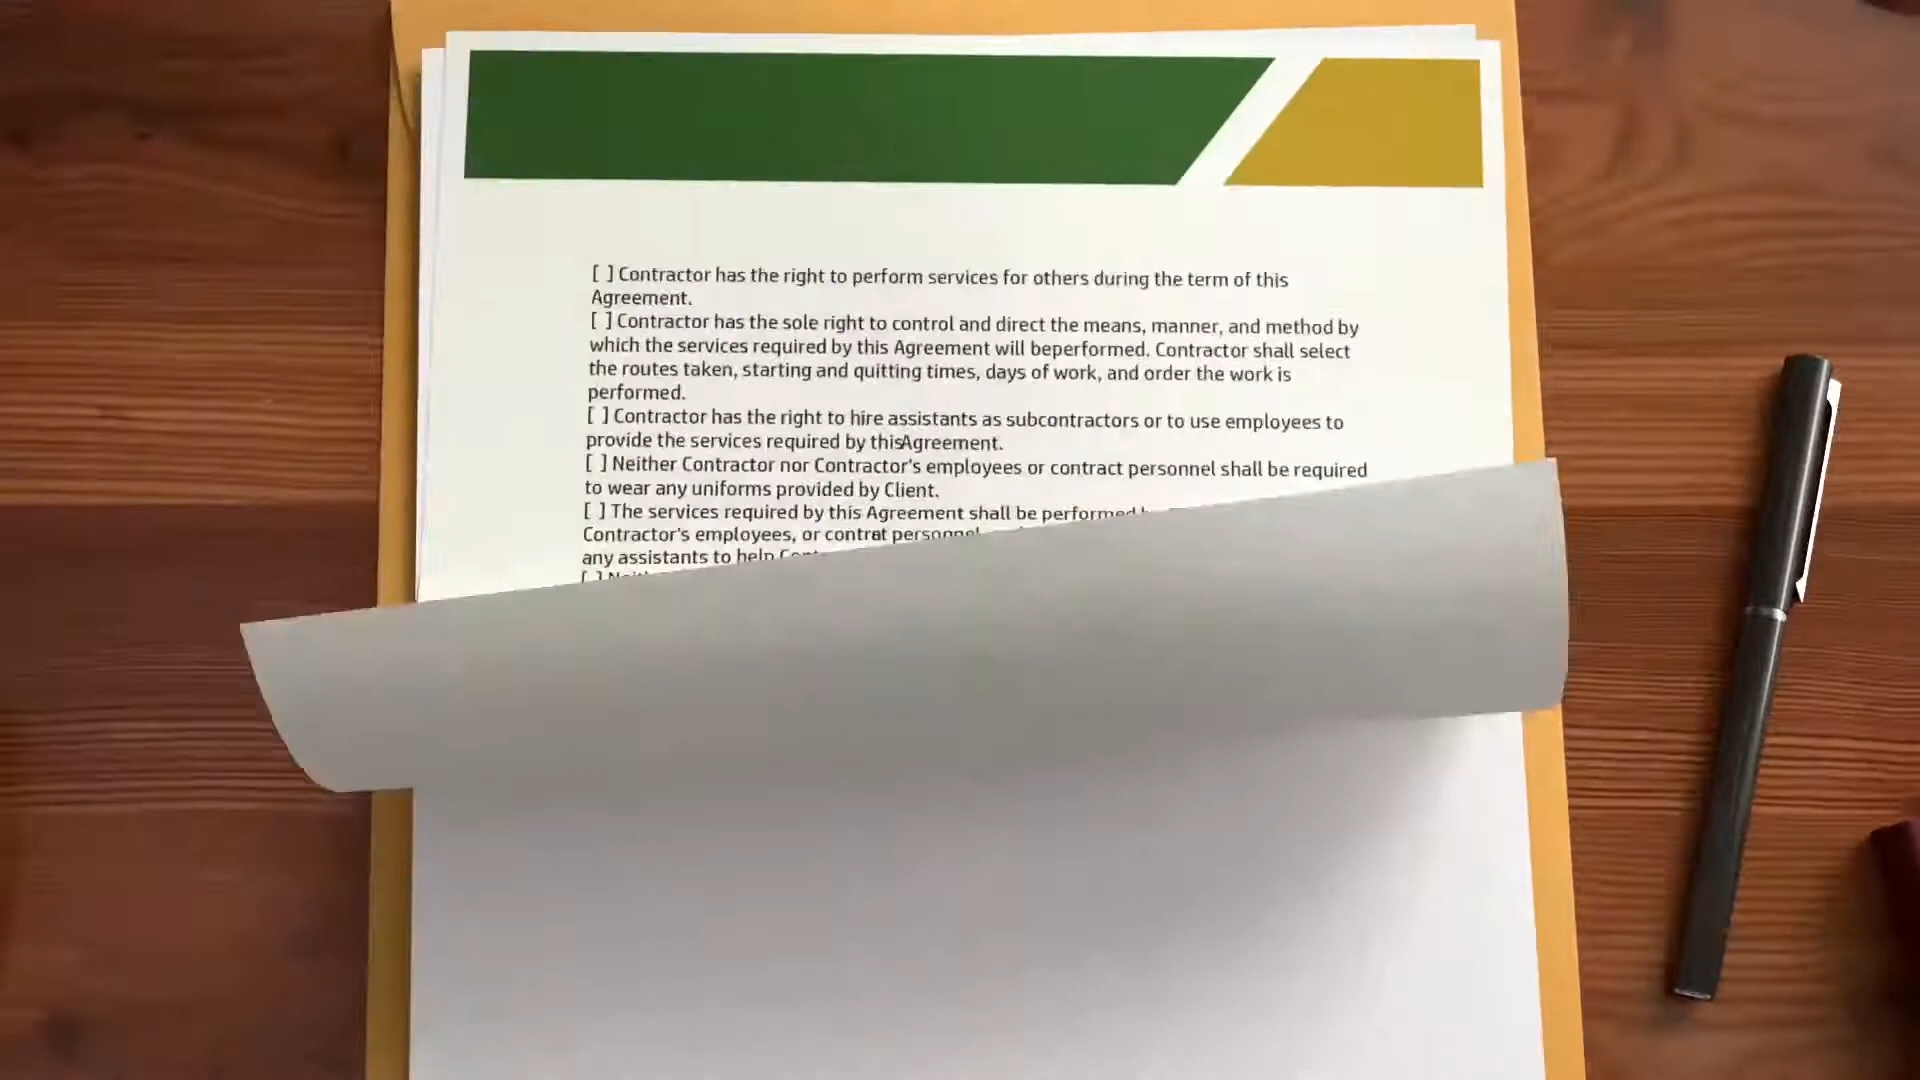 [ ] Contractor has the right to perform services for others during the term of this
Agreement.
[ ] Contractor has the sole right to control and direct the means, manner, and method by
which the services required by this Agreement will beperformed. Contractor shall select
the routes taken, starting and quitting times, days of work, and order the work is
performed.
[ ] Contractor has the right to hire assistants as subcontractors or to use employees to
provide the services required by thisAgreement.
[ ] Neither Contractor nor Contractor's employees or contract personnel shall be required
to wear any uniforms provided by Client.
[ ] The services required by this Agreement shall be performed
Contractor's employees, or contrat personnel
any assistants to help
[ ]